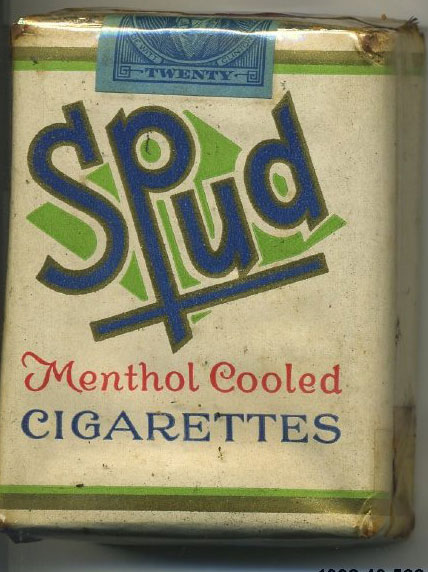 TWENTY
Spud
Menthol Cooled
CIGARETTES